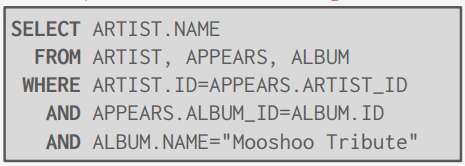 SELECT ARTIST.NAME
FROM ARTIST, APPEARS, ALBUM
WHERE ARTIST.ID=APPEARS.ARTIST_ID
AND APPEARS.ALBUM_ID=ALBUM.ID
AND ALBUM.NAME="Mooshoo Tribute"